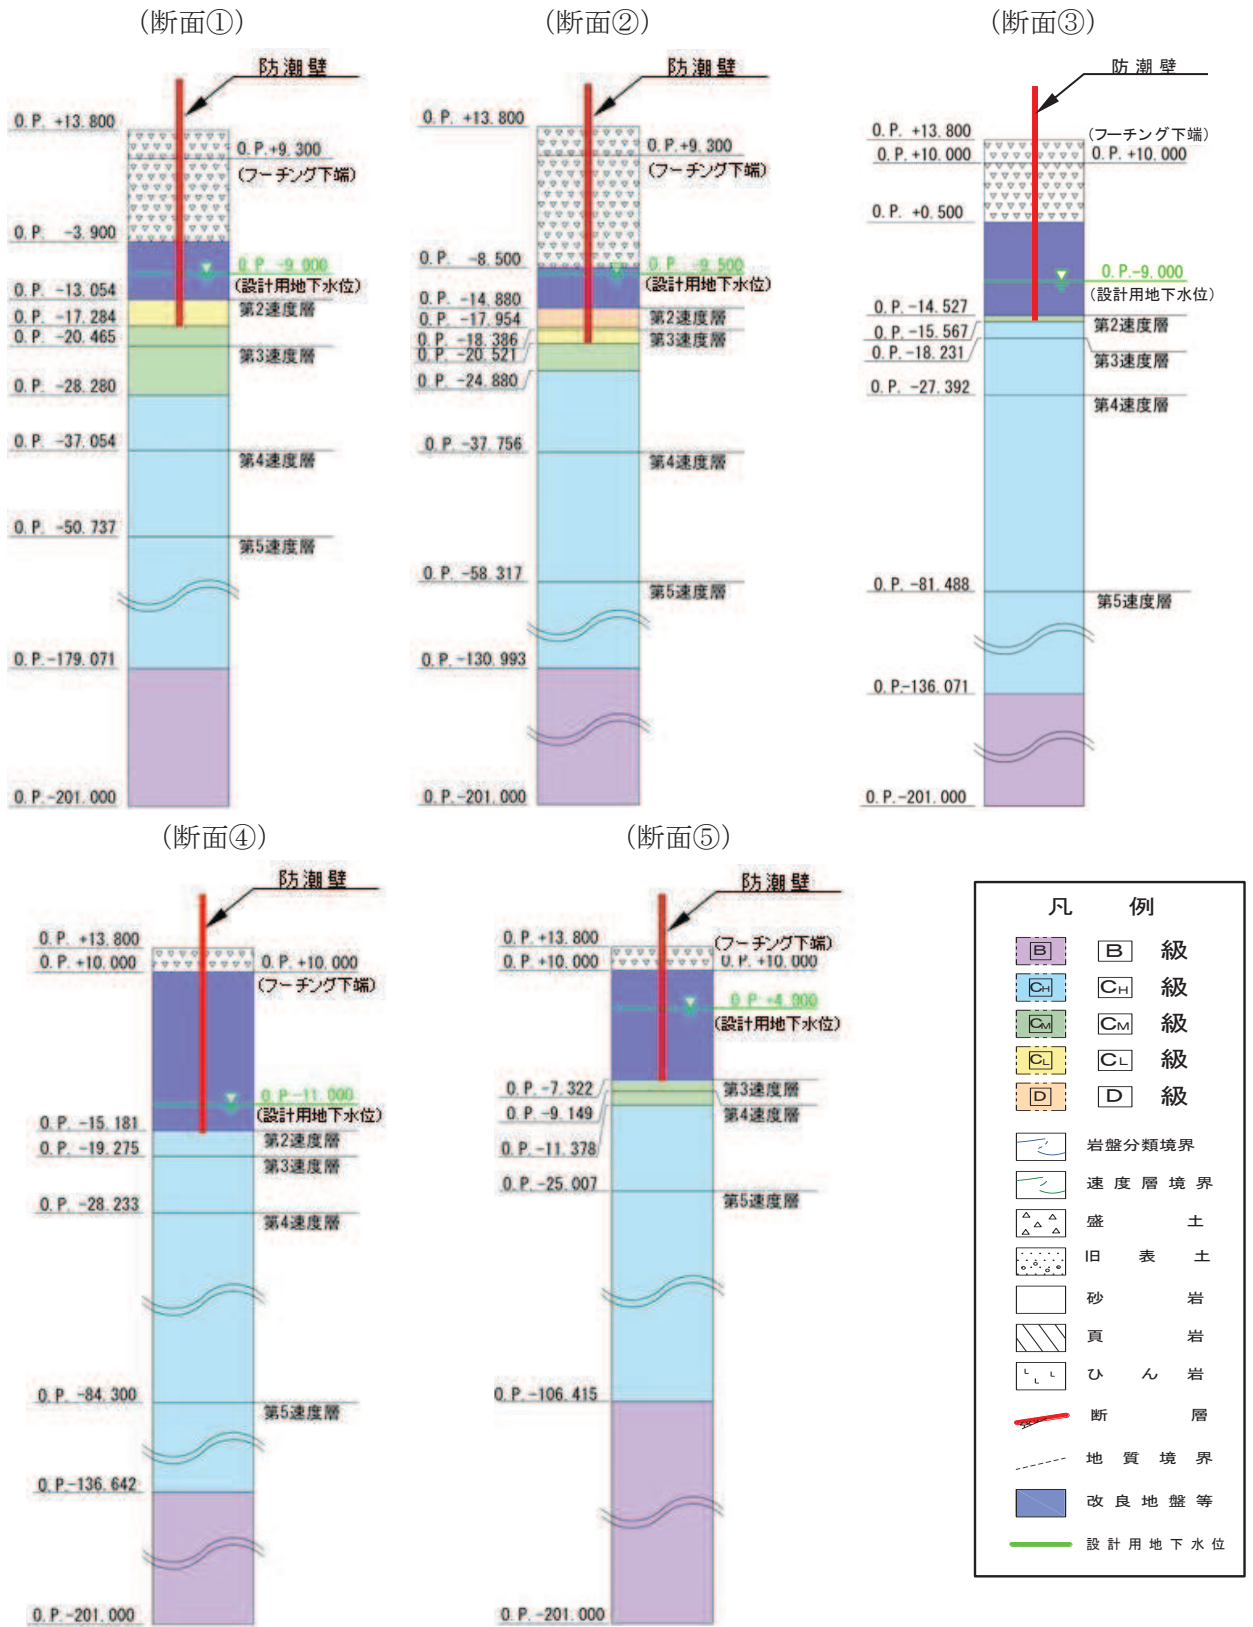 (断面①)
防潮壁
O.P. +13.800
O.P.+9.300
(フーチング下端)
O.P. -3.900
O.P. -9.000
(設計用地下水位)
O.P. -13.054
第2速度層
O.P. -17.284
O.P. -20.465
第3速度層
O.P. -28.280
O.P. -37.054
第4速度層
O.P. -50.737
第5速度層
O.P.-179.071
O.P.-201.000
(断面②)
防潮壁
O.P. +13.800
O.P.+9.300
(フーチング下端)
O.P. -8.500
O.P. -9.500
(設計用地下水位)
O.P. -14.880
第2速度層
O.P. -17.954
O.P. -18.386
第3速度層
O.P. -20.521
O.P. -24.880
O.P. -37.756
第4速度層
O.P. -58.317
第5速度層
O.P.-130.993
O.P.-201.000
(断面③)
防潮壁
O.P. +13.800
(フーチング下端)
O.P. +10.000
O.P. +10.000
O.P. +0.500
O.P.-9.000
(設計用地下水位)
O.P. -14.527
第2速度層
O.P. -15.567
O.P. -18.231
第3速度層
O.P. -27.392
第4速度層
O.P. -81.488
第5速度層
O.P.-136.071
O.P.-201.000
(断面④)
防潮壁
O.P. +13.800
O.P. +10.000
O.P. +10.000
(フーチング下端)
O.P.-11.000
(設計用地下水位)
O.P. -15.181
第2速度層
O.P. -19.275
第3速度層
O.P. -28.233
第4速度層
O.P. -84.300
第5速度層
O.P.-136.642
O.P.-201.000
(断面⑤)
防潮壁
O.P. +13.800
(フーチング下端)
O.P. +10.000
O.P. +10.000
O.P. +4.000
(設計用地下水位)
O.P. -7.322
第3速度層
O.P. -9.149
第4速度層
O.P. -11.378
O.P. -25.007
第5速度層
O.P. -106.415
O.P. -201.000
凡 例
B B 級
CH CH 級
CM CM 級
CL CL 級
D D 級
岩盤分類境界
速度層境界
盛土
旧表土
砂岩
頁岩
ひん岩
断層
地質境界
改良地盤等
設計用地下水位